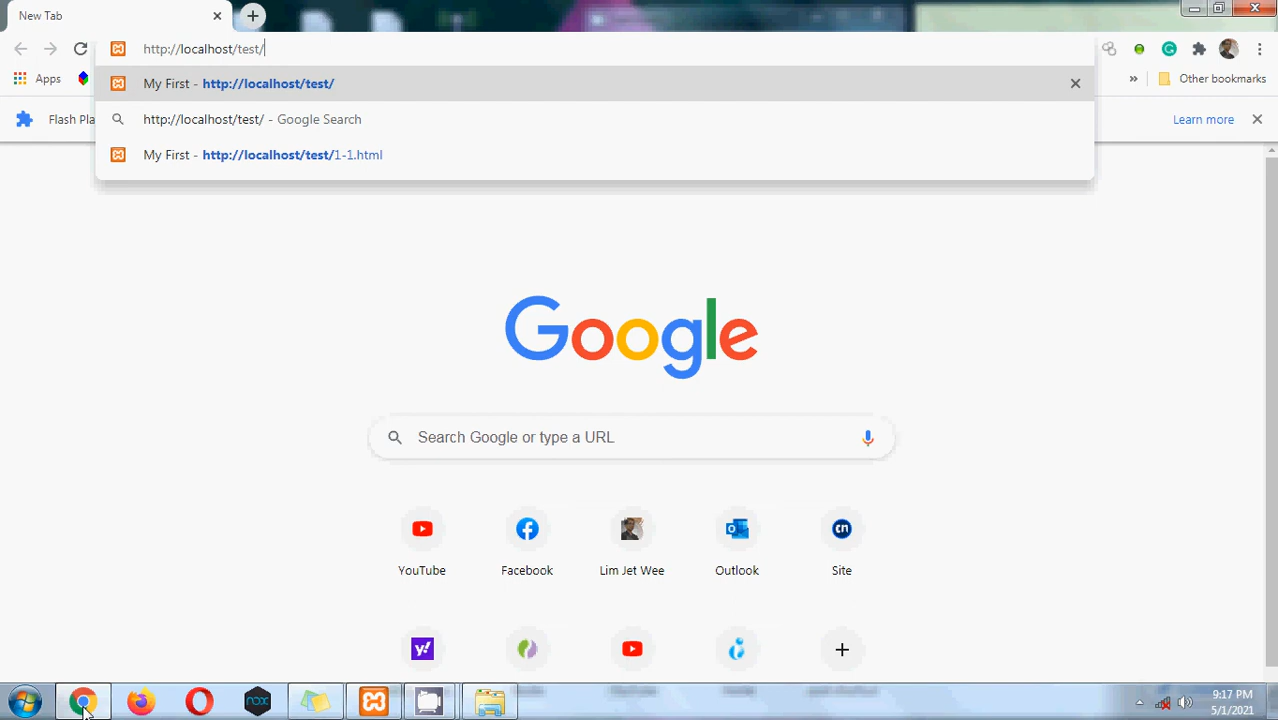 New Tab
http://localhost/test/
Apps
Other bookmarks
My First - http://localhost/test/
http://localhost/test/ - Google Search
My First - http://localhost/test/1-1.html
Flash Pla
Learn more
Google
Search Google or type a URL
YouTube
Facebook
Lim Jet Wee
Outlook
Site
nox
9:17 PM
5/1/2021